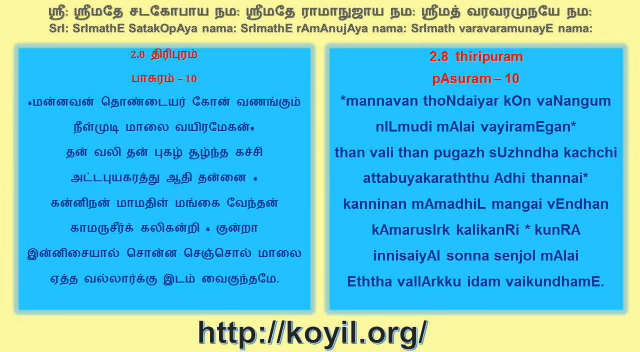 ஸ்ரீ: ஸ்ரீமதே சடகோபாய நம: ஸ்ரீமதே ராமாநுஜாய நம: ஸ்ரீமத் வரவரமுநயே நம:
SrI: SrImathE SatakOpAya nama: SrImathE rAmAnujAya nama: SrImath varavaramunayE nama:
2.8 திரிபுரம்
பாசுரம் – 10
*மன்னவன் தொண்டையர் கோன் வணங்கும்
நீள்முடி மாலை வயிரமேகன்*
தன் வலி தன் புகழ் சூழ்ந்த கச்சி
அட்டபுயகரத்து ஆதி தன்னை *
கன்னிநன் மாமதிள் மங்கை வேந்தன்
காமருசீர்க் கலிகன்றி * குன்றா
இன்னிசையால் சொன்ன செஞ்சொல் மாலை
ஏத்த வல்லார்க்கு இடம் வைகுந்தமே.
2.8 thiripuram
pAsuram – 10
*mannavan thoNdaiyar kOn vaNangum
nILmudi mAlai vayiramEgan*
than vali than pugazh sUzhndha kachchi
attabuyakaraththu Adhi thannai*
kanninan mAmadhiL mangai vEndhan
kAmarusIrk kalikanRi * kunRA
innisaiyAl sonna senjol mAlai
Eththa vallArkku idam vaikundhamE.
http://koyil.org/